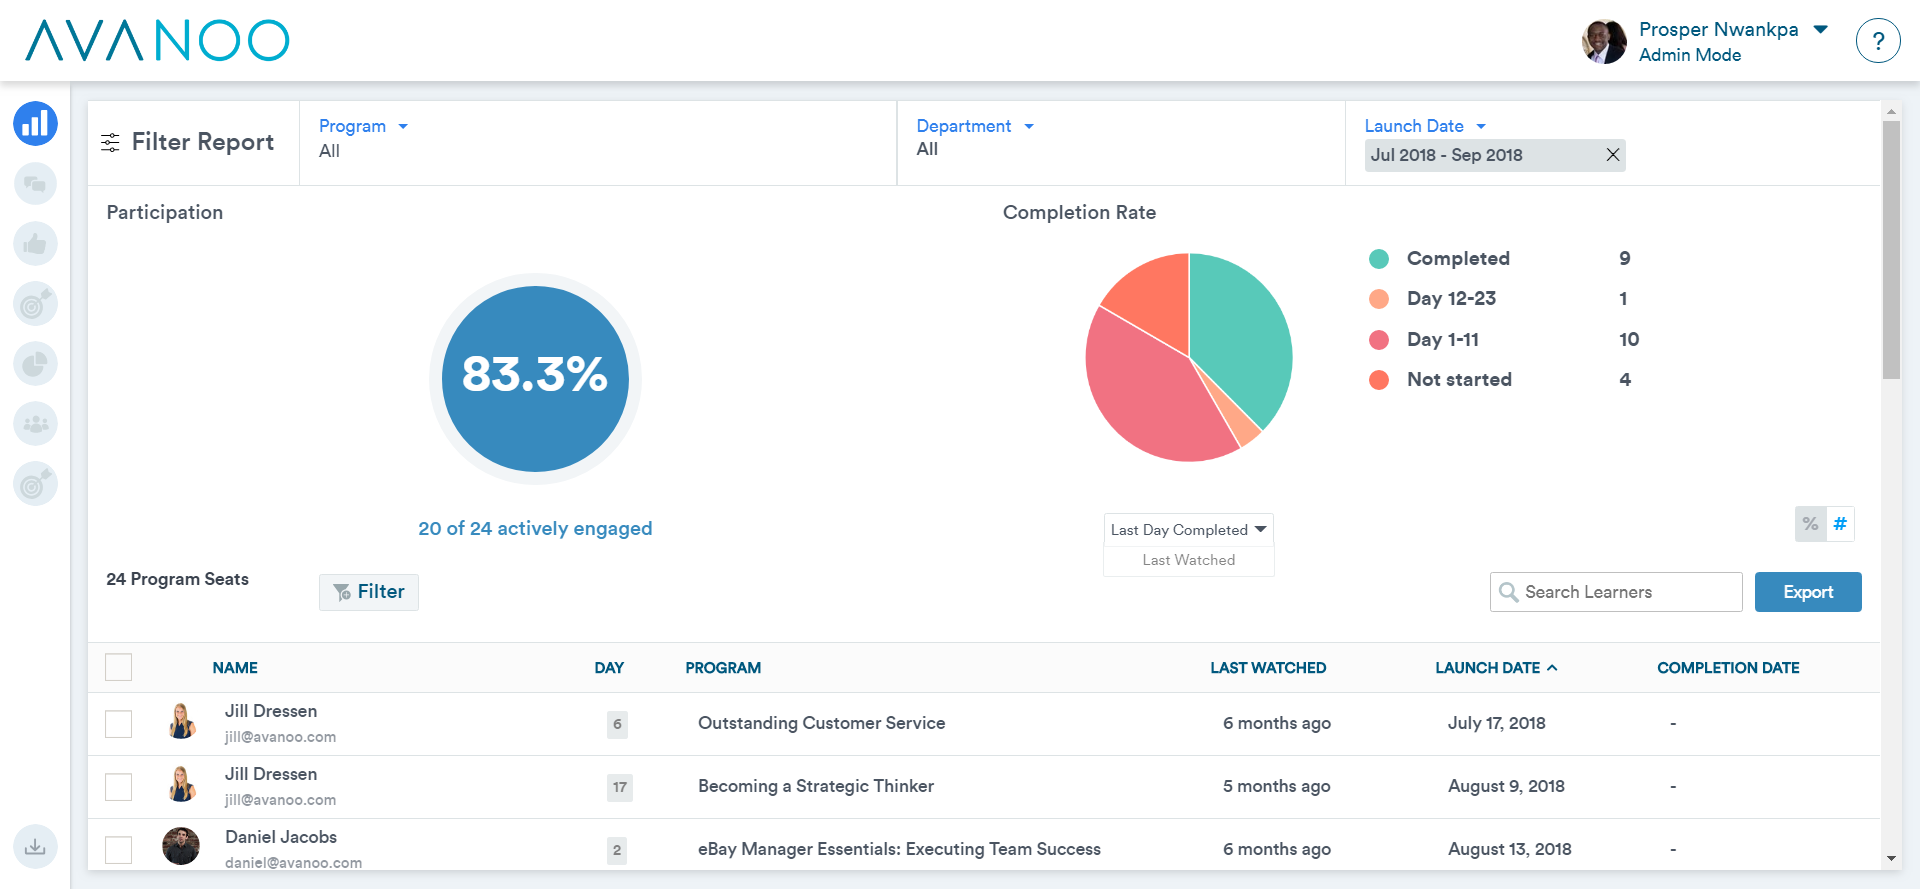 AVANOO
Prosper Nwankpa
Admin Mode
?
Filter Report
Program
All
Department
All
Launch Date
Jul 2018 - Sep 2018
Participation
83.3%
20 of 24 actively engaged
Completion Rate
Completed 9
Day 12-23 1
Day 1-11 10
Not started 4
Last Day Completed
Last Watched
% #
24 Program Seats
Filter
Search Learners
Export
NAME DAY PROGRAM LAST WATCHED LAUNCH DATE COMPLETION DATE
Jill Dressen
jill@avanoo.com
6 Outstanding Customer Service 6 months ago July 17, 2018 -
Jill Dressen
jill@avanoo.com
17 Becoming a Strategic Thinker 5 months ago August 9, 2018 -
Daniel Jacobs
daniel@avanoo.com
2 eBay Manager Essentials: Executing Team Success 6 months ago August 13, 2018 -